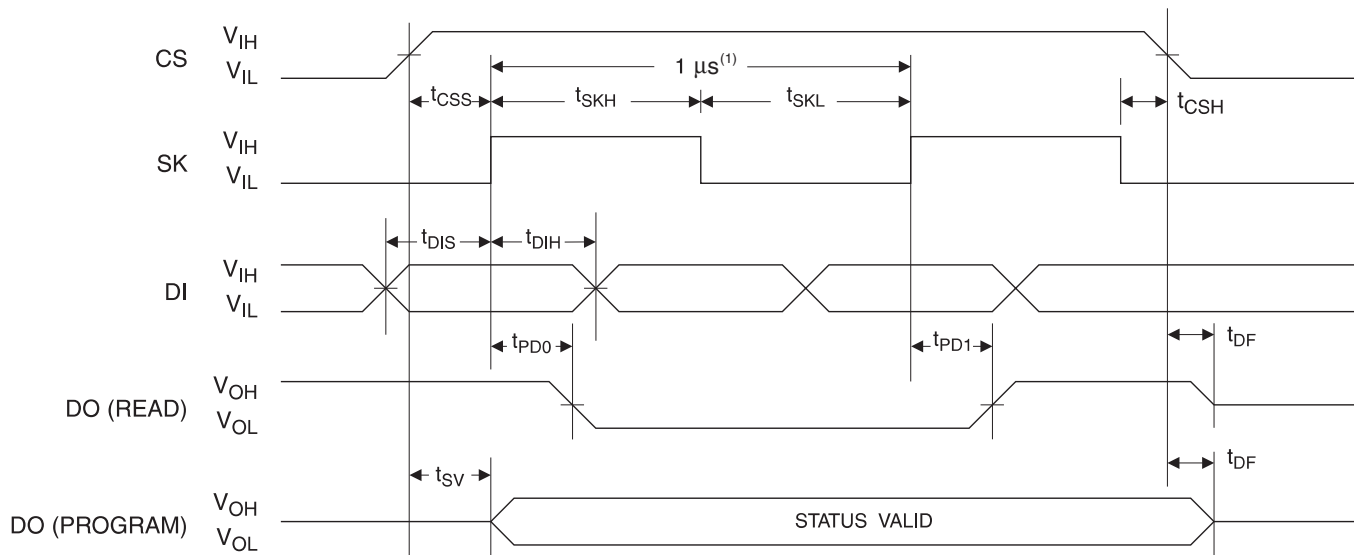 CS V_IH
V_IL
1 μs(1)
t_CSS t_SKH t_SKL t_CSH
SK V_IH
V_IL
t_DIS t_DIH
DI V_IH
V_IL
t_PD0 t_PD1 t_DF
DO (READ) V_OH
V_OL
t_SV t_DF
DO (PROGRAM) V_OH
V_OL
STATUS VALID